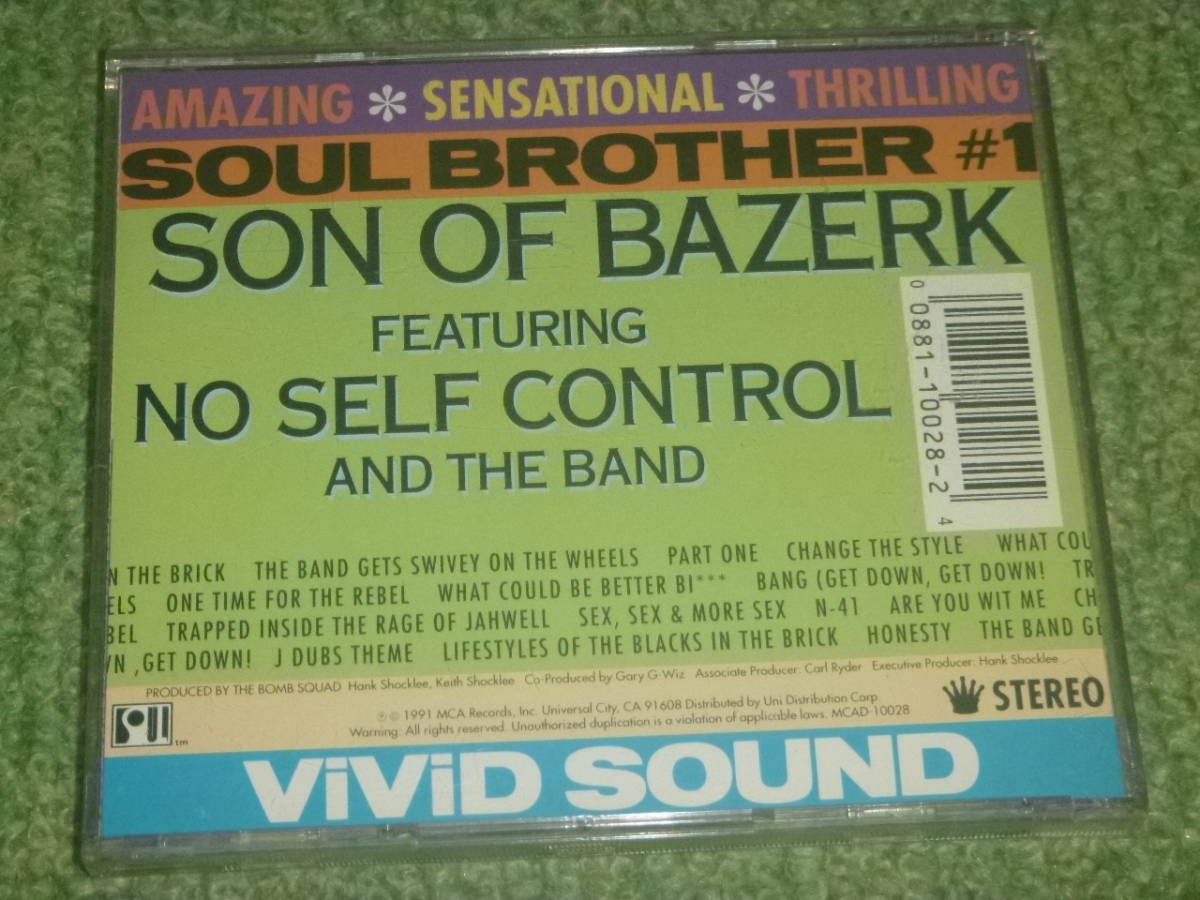 AMAZING * SENSATIONAL * THRILLING
SOUL BROTHER #1
SON OF BAZERK
FEATURING
NO SELF CONTROL
AND THE BAND
0 0881-10028-2 4
N THE BRICK THE BAND GETS SWIVEY ON THE WHEELS PART ONE CHANGE THE STYLE WHAT COU
ELS ONE TIME FOR THE REBEL WHAT COULD BE BETTER BI*** BANG (GET DOWN, GET DOWN! TR
BEL TRAPPED INSIDE THE RAGE OF JAHWELL SEX, SEX & MORE SEX N-41 ARE YOU WIT ME CH
VN ,GET DOWN! J DUBS THEME LIFESTYLES OF THE BLACKS IN THE BRICK HONESTY THE BAND GE
PRODUCED BY THE BOMB SQUAD Hank Shocklee, Keith Shocklee Co-Produced by Gary G-Wiz Associate Producer: Carl Ryder Executive Producer: Hank Shocklee
℗ © 1991 MCA Records, Inc. Universal City, CA 91608 Distributed by Uni Distribution Corp.
Warning: All rights reserved. Unauthorized duplication is a violation of applicable laws. MCAD-10028
STEREO
tm
ViViD SOUND